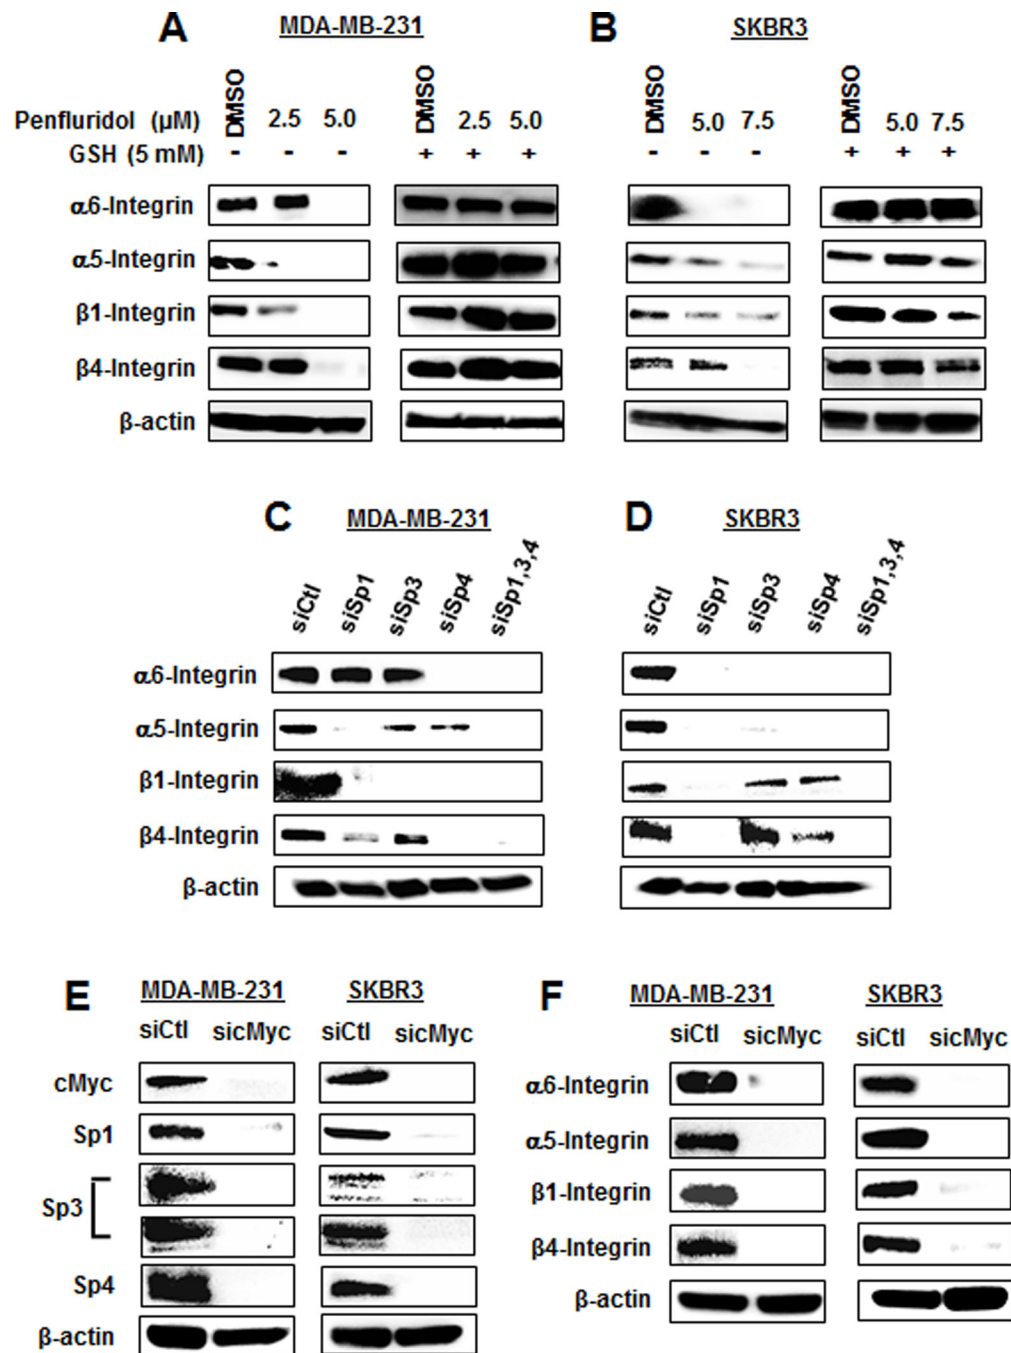 A MDA-MB-231 B SKBR3
DMSO DMSO DMSO DMSO
Penfluridol (µM) 2.5 5.0 2.5 5.0 5.0 7.5 5.0 7.5
GSH (5 mM) - - - + + + - - - + + +
α6-Integrin
α5-Integrin
β1-Integrin
β4-Integrin
β-actin
C MDA-MB-231 D SKBR3
siCtl siSp1 siSp3 siSp4 siSp1,3,4 siCtl siSp1 siSp3 siSp4 siSp1,3,4
α6-Integrin
α5-Integrin
β1-Integrin
β4-Integrin
β-actin
E MDA-MB-231 SKBR3
siCtl sicMyc siCtl sicMyc
cMyc
Sp1
Sp3
Sp4
β-actin
F MDA-MB-231 SKBR3
siCtl sicMyc siCtl sicMyc
α6-Integrin
α5-Integrin
β1-Integrin
β4-Integrin
β-actin